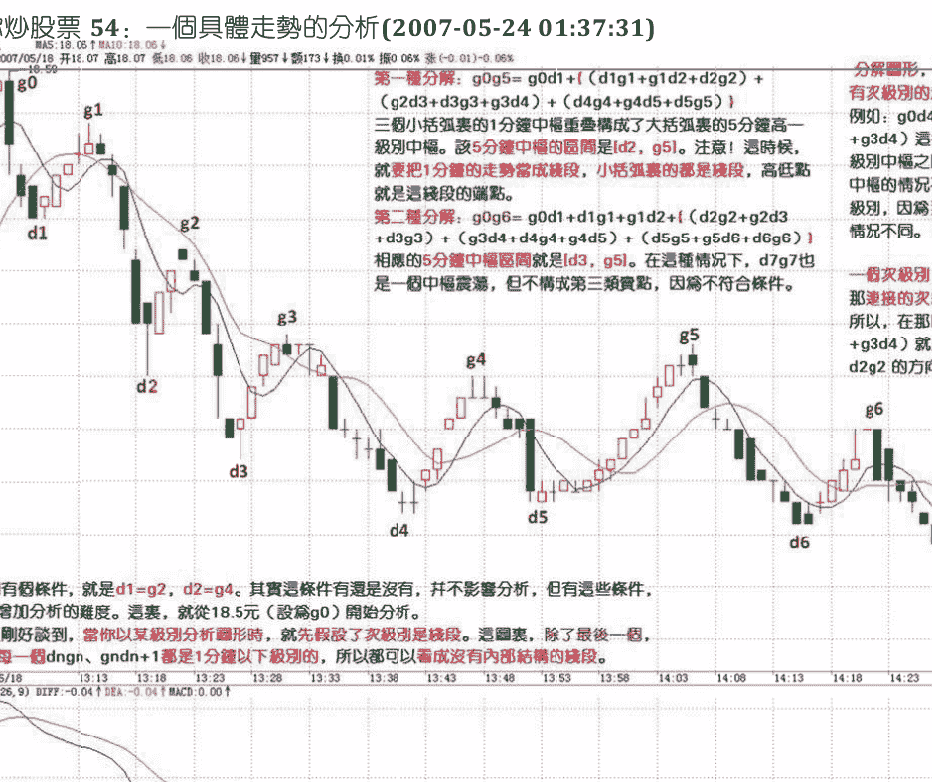 炒股票 54：一個具體走勢的分析(2007-05-24 01:37:31)
MA5:18.06↑MA10:18.06↓
007/05/18 开18.07 高18.07 低18.06 收18.06↓量957↓额173↓换0.01% 振0.06% 涨(-0.01)-0.06%
18.50
g0
g1
d1
g2
d2
g3
d3
g4
d4
g5
d5
g6
d6
第一種分解：g0g5= g0d1+{（d1g1+g1d2+d2g2）+
（g2d3+d3g3+g3d4）+（d4g4+g4d5+d5g5）}
三個小括弧裏的1分鐘中樞重疊構成了大括弧裏的5分鐘高一
級別中樞。該5分鐘中樞的區間是[d2, g5]。注意！這時候，
就要把1分鐘的走勢當成綫段，小括弧裏的都是綫段，高低點
就是這綫段的端點。
第二種分解：g0g6= g0d1+d1g1+g1d2+{（d2g2+g2d3
+d3g3）+（g3d4+d4g4+g4d5）+（d5g5+g5d6+d6g6）}
相應的5分鐘中樞區間就是[d3, g5]。在這種情況下，d7g7也
是一個中樞震蕩，但不構成第三類賣點，因爲不符合條件。
分解圖形，
有次級別的
例如：g0d4
+g3d4）這
級別中樞之
中樞的情況不
級別，因爲
情況不同。
一個次級別
那連接的次
所以，在那
+g3d4）就
d2g2 的方向
有個條件，就是d1=g2，d2=g4。其實這條件有還是沒有，幷不影響分析，但有這些條件，
增加分析的難度。這裏，就從18.5元（設爲g0）開始分析。
剛好談到，當你以某級別分析圖形時，就先假設了次級別是綫段。這圖裏，除了最後一個，
每一個dngn、gndn+1都是1分鐘以下級別的，所以都可以看成沒有內部結構的綫段。
5/18 13:13 13:18 13:23 13:28 13:33 13:38 13:43 13:48 13:53 13:58 14:03 14:08 14:13 14:18 14:23
26,9) DIFF:-0.04↑DEA:-0.04↑MACD:0.00↑